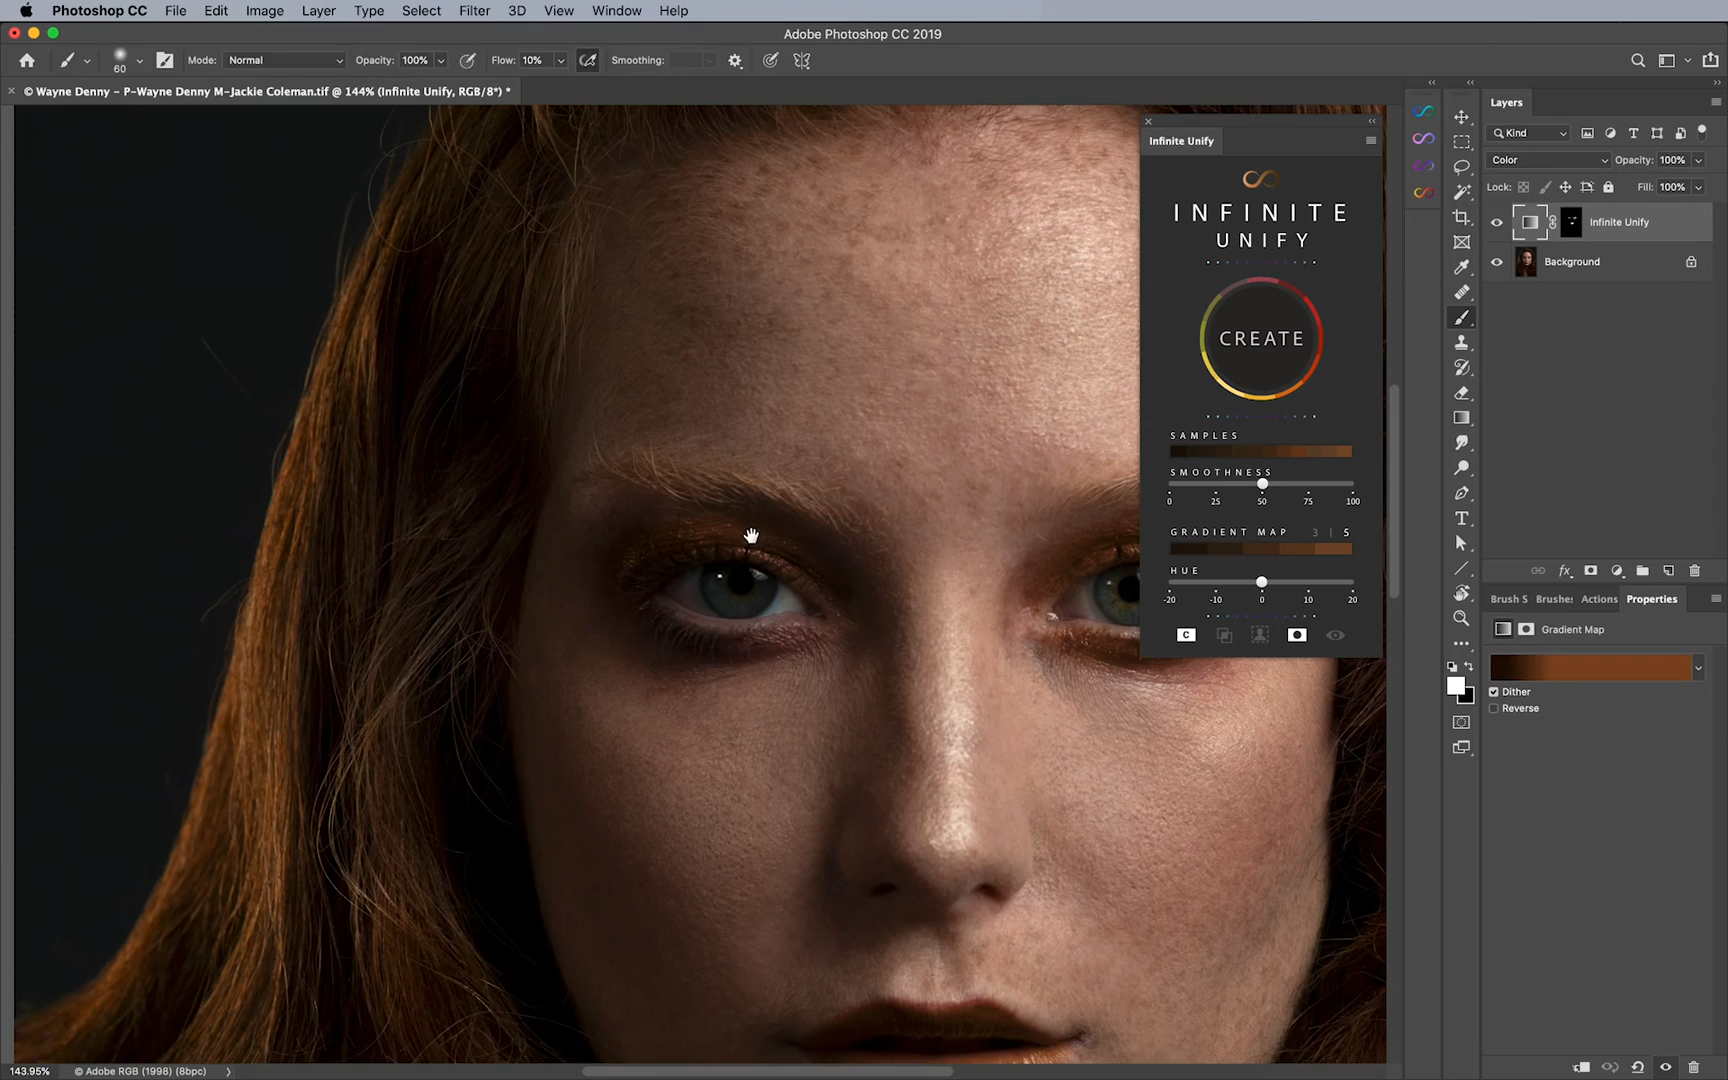 Photoshop CC File Edit Image Layer Type Select Filter 3D View Window Help
Adobe Photoshop CC 2019
60 Mode: Normal Opacity: 100% Flow: 10% Smoothing:
© Wayne Denny – P-Wayne Denny M-Jackie Coleman.tif @ 144% (Infinite Unify, RGB/8*) *
Infinite Unify
INFINITE
UNIFY
CREATE
SAMPLES
SMOOTHNESS
0 25 50 75 100
GRADIENT MAP 3 | 5
HUE
-20 -10 0 10 20
C
Layers
Kind
Color Opacity: 100%
Lock: Fill: 100%
Infinite Unify
Background
fx
Brush S Brushe: Actions Properties
Gradient Map
Dither
Reverse
143.95% © Adobe RGB (1998) (8bpc)